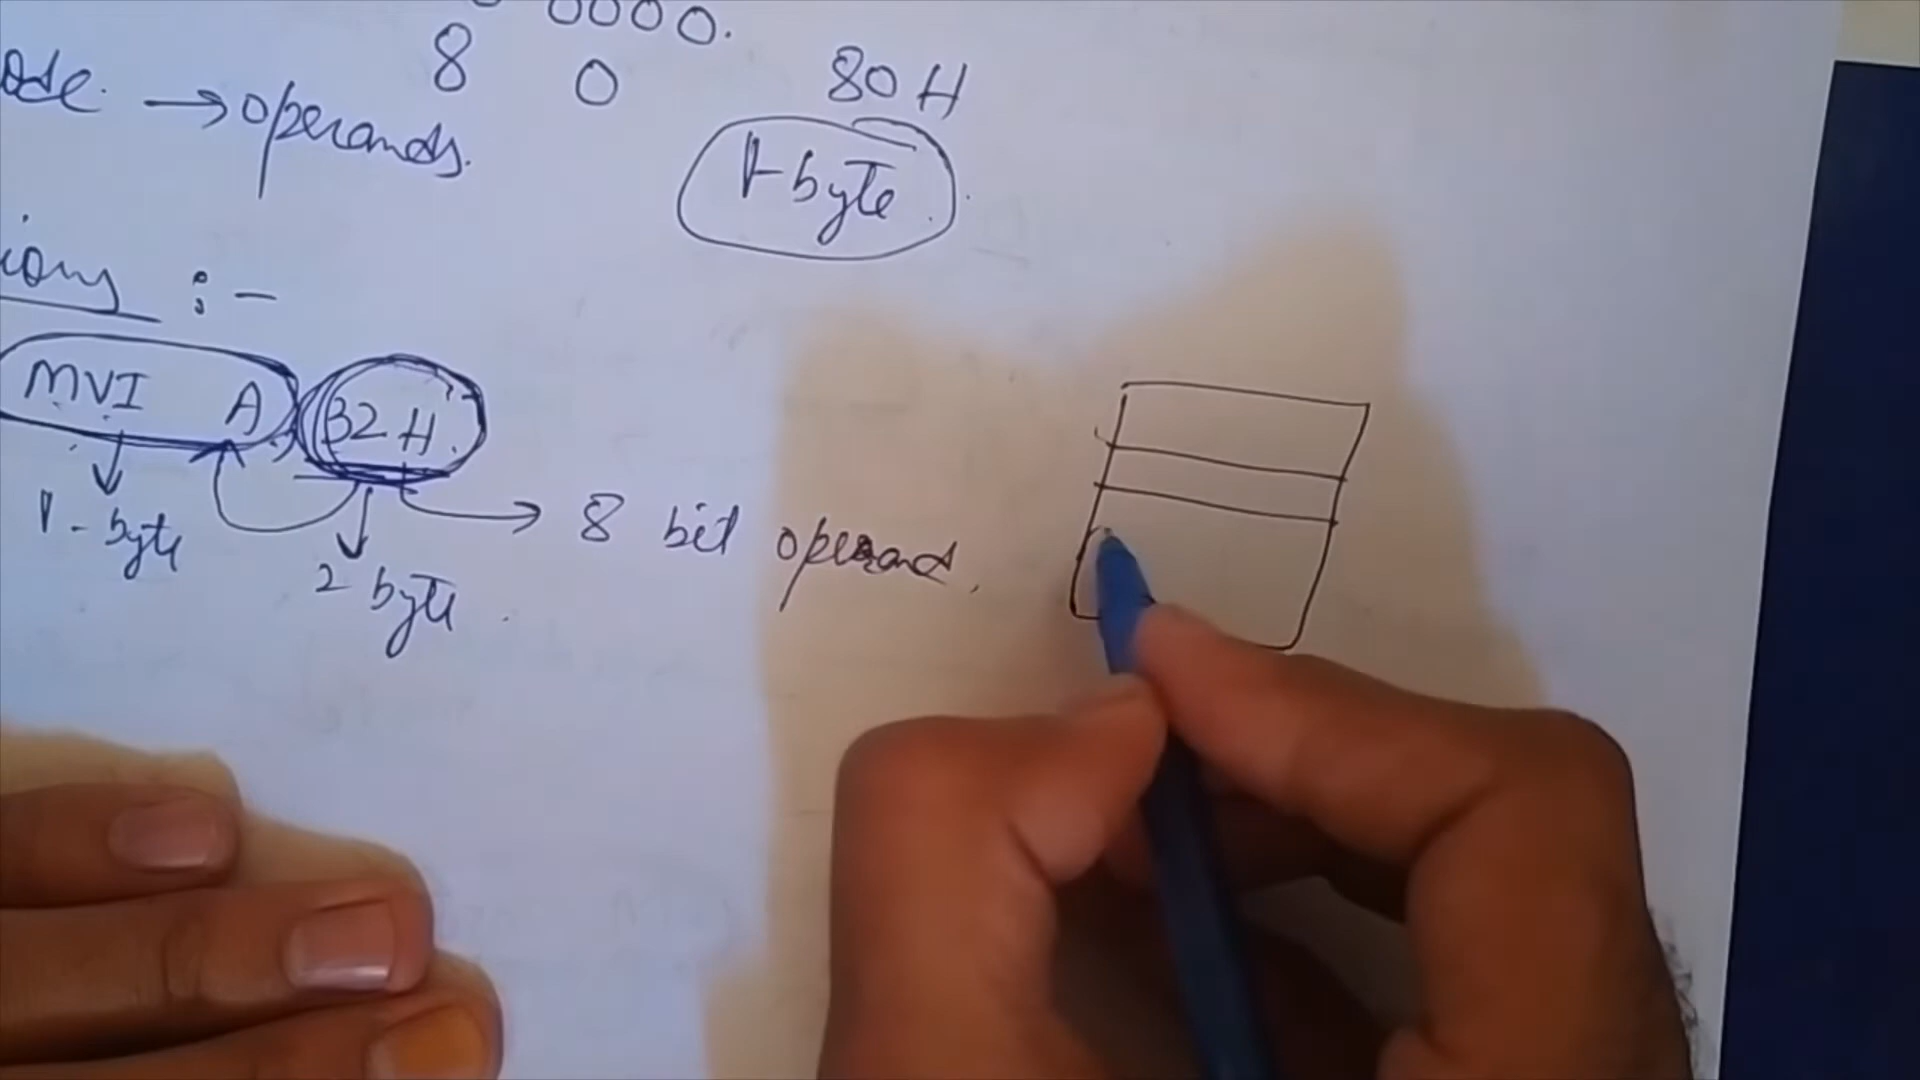 0000.
8 0 80 H
ode. → operands.
1-byte.
ions :-
MVI A, 32 H.
1-byte
2 byte.
→ 8 bit operand.